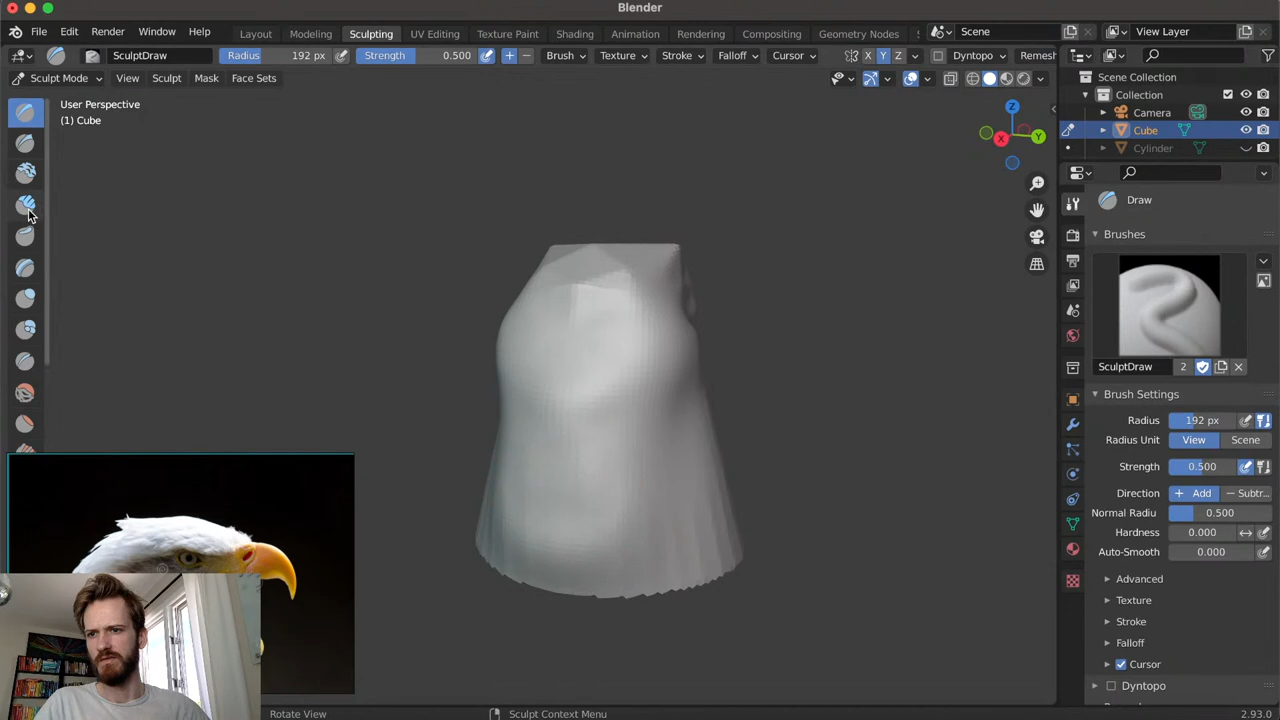 Blender
File Edit Render Window Help
Layout Modeling Sculpting UV Editing Texture Paint Shading Animation Rendering Compositing Geometry Nodes
Scene
View Layer
SculptDraw
Radius 192 px
Strength 0.500
Brush Texture Stroke Falloff Cursor
X Y Z
Dyntopo
Remesh
Sculpt Mode View Sculpt Mask Face Sets
User Perspective
(1) Cube
Z
X
Y
Scene Collection
Collection
Camera
Cube
Cylinder
Draw
Brushes
SculptDraw 2
Brush Settings
Radius 192 px
Radius Unit View Scene
Strength 0.500
Direction + Add − Subtr...
Normal Radiu 0.500
Hardness 0.000
Auto-Smooth 0.000
Advanced
Texture
Stroke
Falloff
Cursor
Dyntopo
Rotate View
Sculpt Context Menu
2.93.0